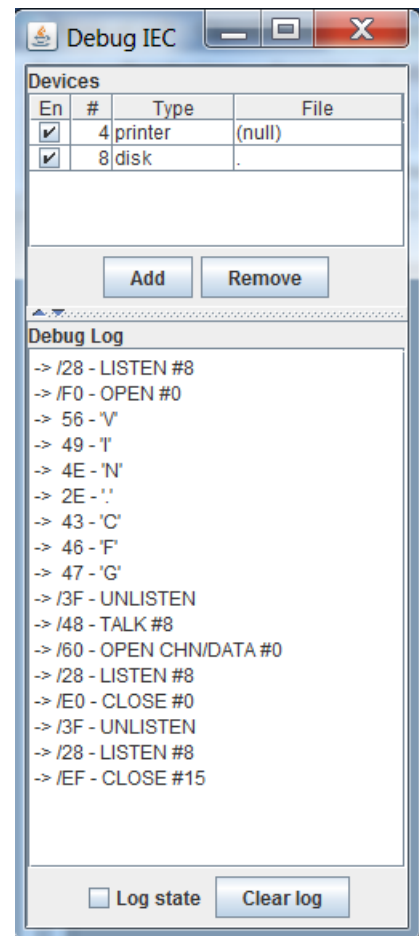 Debug IEC
Devices
En # Type File
4 printer (null)
8 disk .
Add Remove
Debug Log
-> /28 - LISTEN #8
-> /F0 - OPEN #0
-> 56 - 'V'
-> 49 - 'I'
-> 4E - 'N'
-> 2E - '.'
-> 43 - 'C'
-> 46 - 'F'
-> 47 - 'G'
-> /3F - UNLISTEN
-> /48 - TALK #8
-> /60 - OPEN CHN/DATA #0
-> /28 - LISTEN #8
-> /E0 - CLOSE #0
-> /3F - UNLISTEN
-> /28 - LISTEN #8
-> /EF - CLOSE #15
Log state Clear log